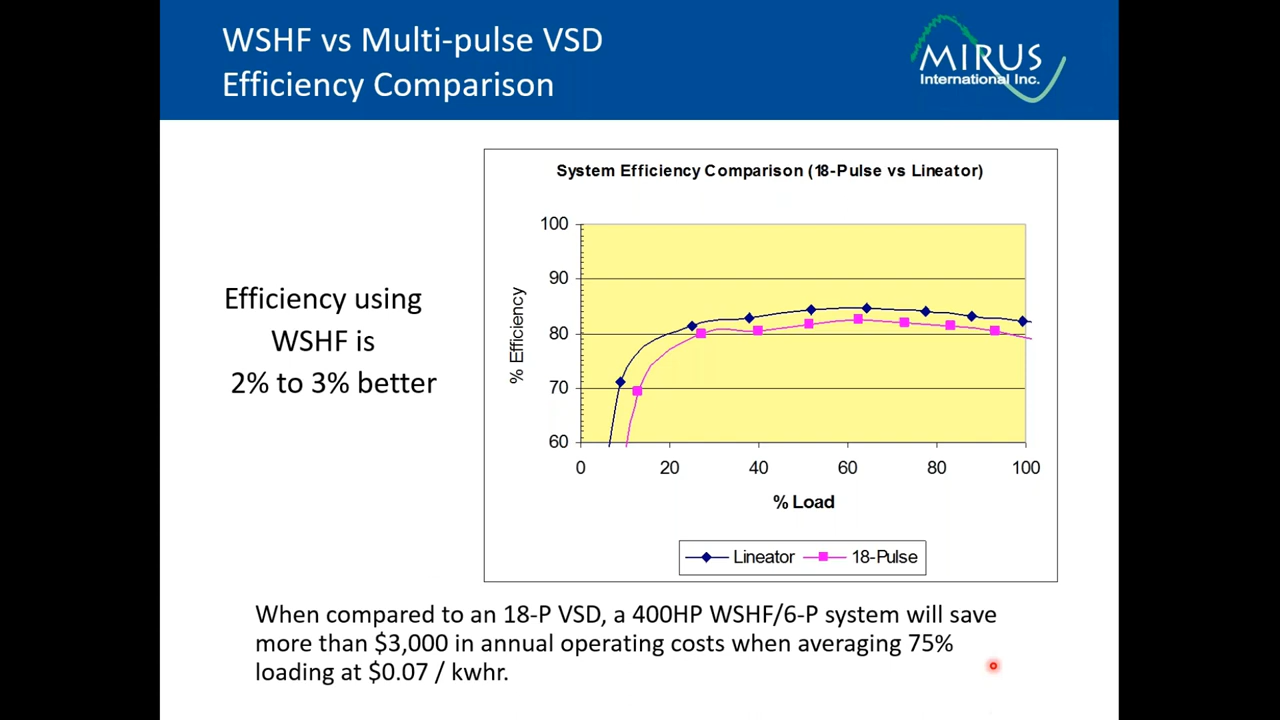 WSHF vs Multi-pulse VSD
Efficiency Comparison
MIRUS
International Inc.
Efficiency using
WSHF is
2% to 3% better
System Efficiency Comparison (18-Pulse vs Lineator)
% Efficiency
100
90
80
70
60
0 20 40 60 80 100
% Load
Lineator 18-Pulse
When compared to an 18-P VSD, a 400HP WSHF/6-P system will save
more than $3,000 in annual operating costs when averaging 75%
loading at $0.07 / kwhr.